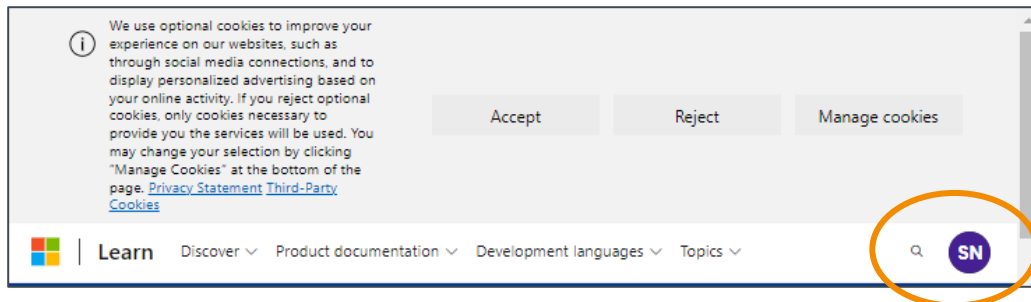 We use optional cookies to improve your
experience on our websites, such as
through social media connections, and to
display personalized advertising based on
your online activity. If you reject optional
cookies, only cookies necessary to
provide you the services will be used. You
may change your selection by clicking
"Manage Cookies" at the bottom of the
page. Privacy Statement Third-Party
Cookies
Accept Reject Manage cookies
Learn Discover Product documentation Development languages Topics SN